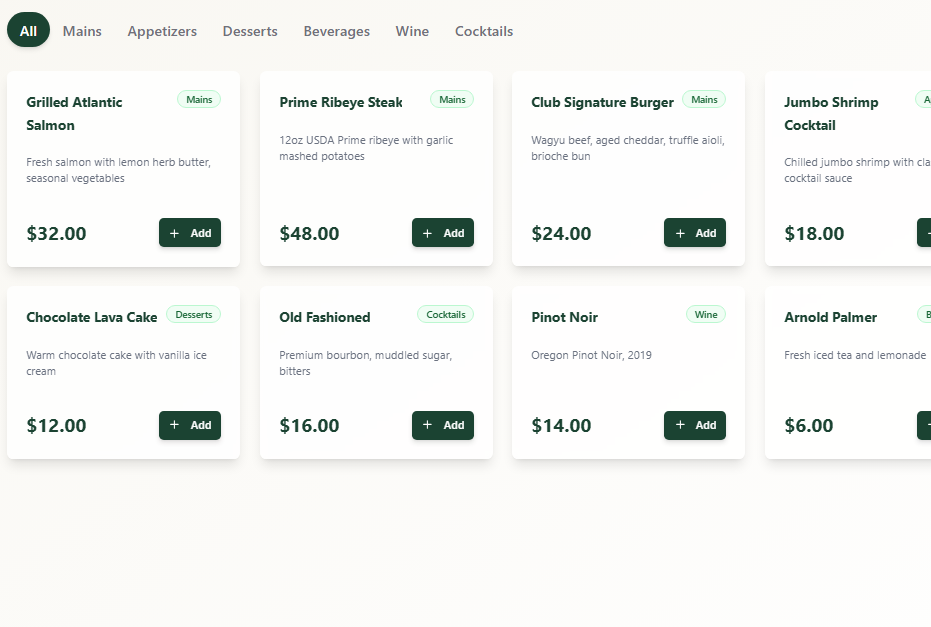 All Mains Appetizers Desserts Beverages Wine Cocktails
Grilled Atlantic
Salmon
Mains
Fresh salmon with lemon herb butter,
seasonal vegetables
$32.00
+ Add
Prime Ribeye Steak
Mains
12oz USDA Prime ribeye with garlic
mashed potatoes
$48.00
+ Add
Club Signature Burger
Mains
Wagyu beef, aged cheddar, truffle aioli,
brioche bun
$24.00
+ Add
Jumbo Shrimp
Cocktail
Chilled jumbo shrimp with
cocktail sauce
$18.00
Chocolate Lava Cake
Desserts
Warm chocolate cake with vanilla ice
cream
$12.00
+ Add
Old Fashioned
Cocktails
Premium bourbon, muddled sugar,
bitters
$16.00
+ Add
Pinot Noir
Wine
Oregon Pinot Noir, 2019
$14.00
+ Add
Arnold Palmer
Fresh iced tea and lemonade
$6.00